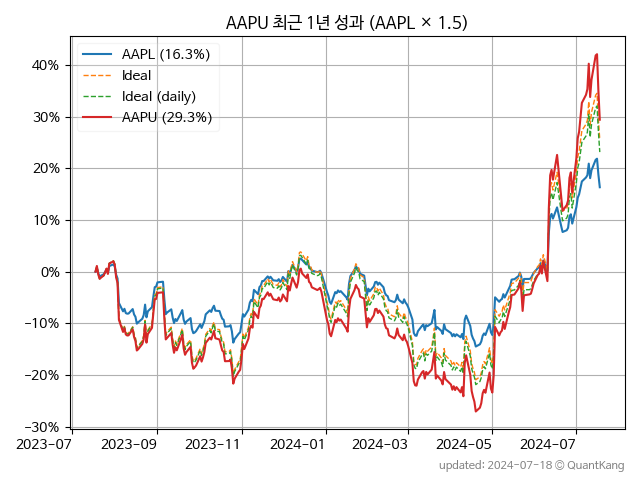 AAPU 최근 1년 성과 (AAPL × 1.5)
AAPL (16.3%)
Ideal
Ideal (daily)
AAPU (29.3%)
40%
30%
20%
10%
0%
−10%
−20%
−30%
2023-07
2023-09
2023-11
2024-01
2024-03
2024-05
2024-07
updated: 2024-07-18 © QuantKang